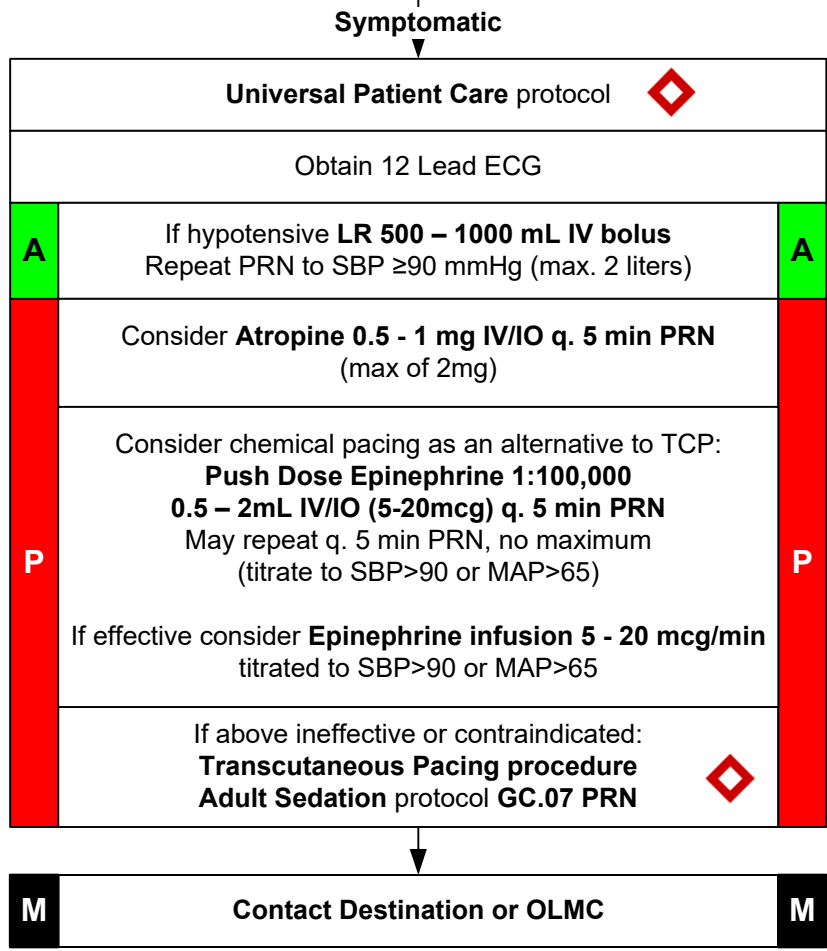 Symptomatic
Universal Patient Care protocol
Obtain 12 Lead ECG
A
If hypotensive LR 500 – 1000 mL IV bolus
Repeat PRN to SBP ≥90 mmHg (max. 2 liters)
A
Consider Atropine 0.5 - 1 mg IV/IO q. 5 min PRN
(max of 2mg)
Consider chemical pacing as an alternative to TCP:
Push Dose Epinephrine 1:100,000
0.5 – 2mL IV/IO (5-20mcg) q. 5 min PRN
May repeat q. 5 min PRN, no maximum
(titrate to SBP>90 or MAP>65)
P
P
If effective consider Epinephrine infusion 5 - 20 mcg/min
titrated to SBP>90 or MAP>65
If above ineffective or contraindicated:
Transcutaneous Pacing procedure
Adult Sedation protocol GC.07 PRN
M
Contact Destination or OLMC
M